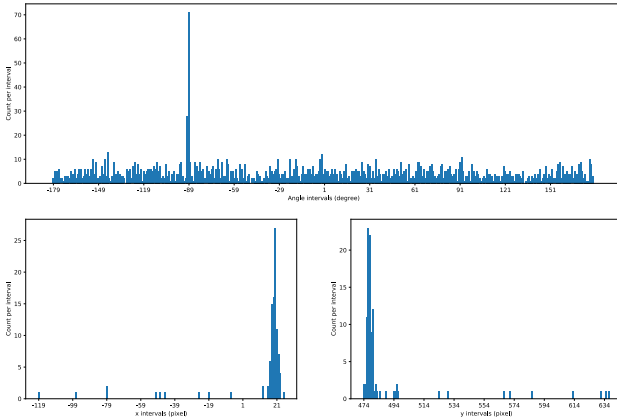 70
60
50
40
30
20
10
0
Count per interval
-179 -149 -119 -89 -59 -29 1 31 61 91 121 151
Angle intervals (degree)
25
20
15
10
5
0
Count per interval
-119 -99 -79 -59 -39 -19 1 21
x intervals (pixel)
20
15
10
5
0
Count per interval
474 494 514 534 554 574 594 614 634
y intervals (pixel)